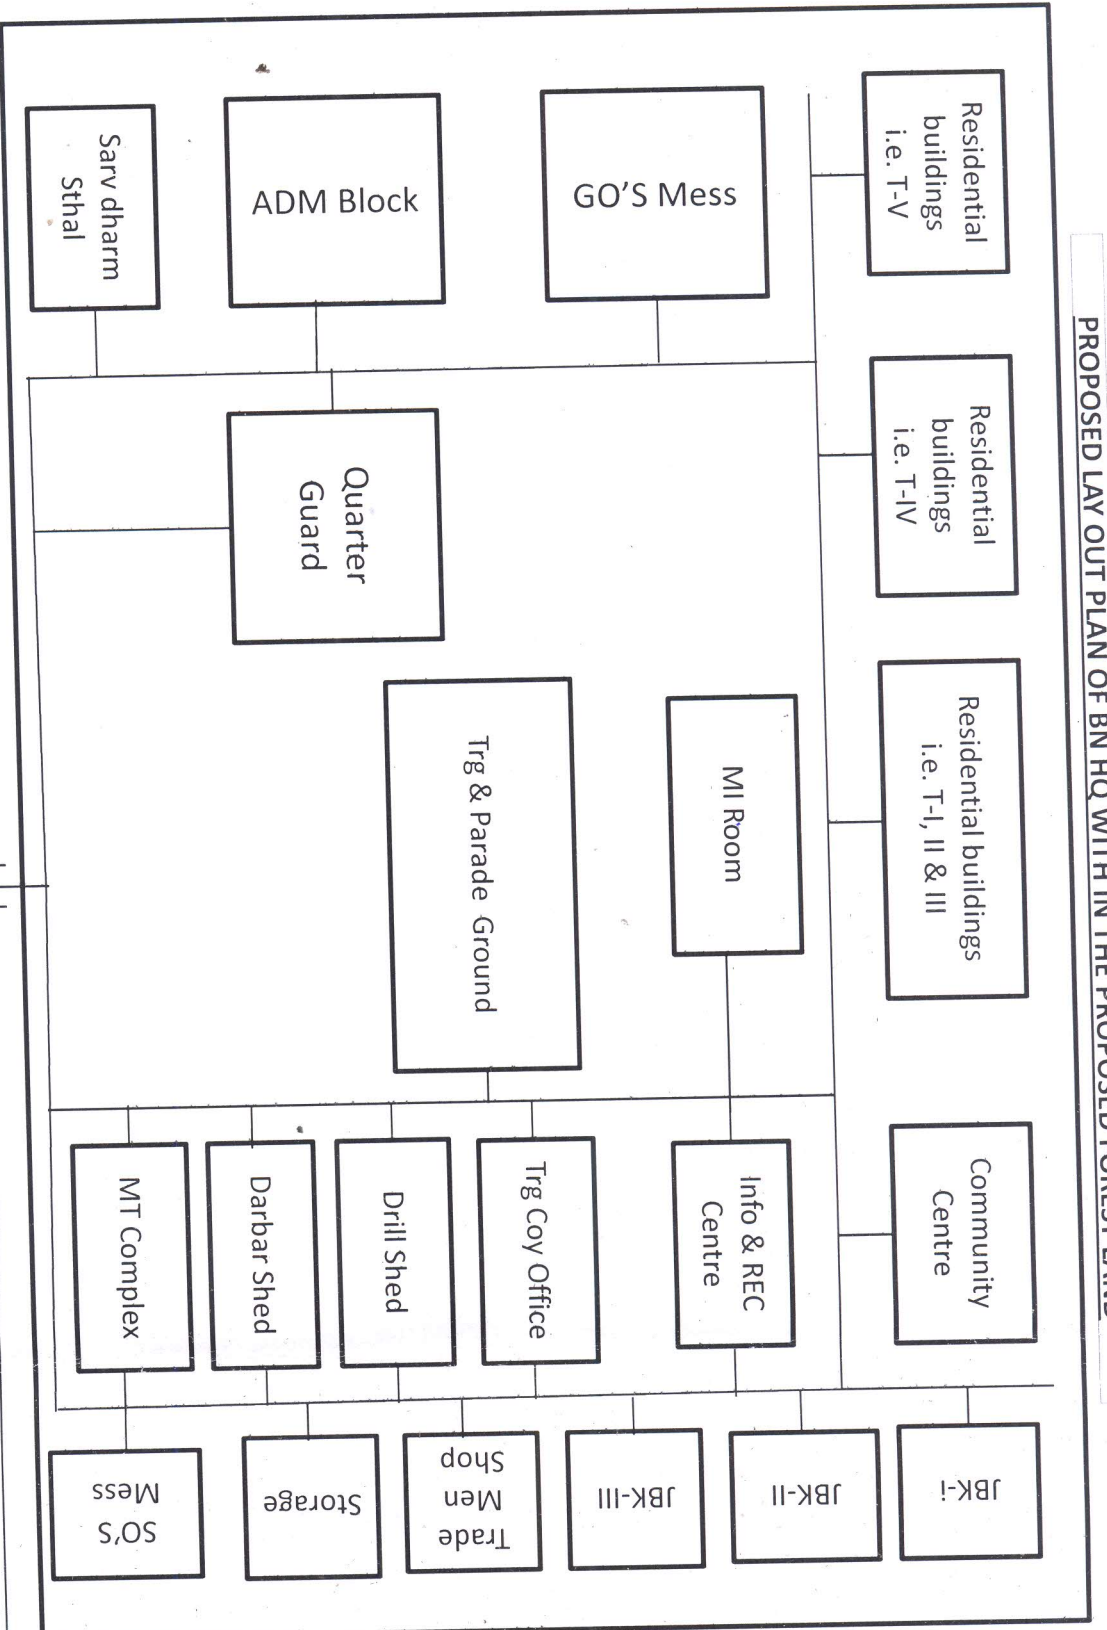 PROPOSED LAY OUT PLAN OF BN HQ WITH IN THE PROPOSED FOREST LAND
Residential
buildings
i.e. T-V
Residential
buildings
i.e. T-IV
Residential buildings
i.e. T-I, II & III
Community
Centre
GO'S Mess
ADM Block
Sarv dharm
Sthal
Quarter
Guard
MI Room
Trg & Parade Ground
Info & REC
Centre
Trg Coy Office
Drill Shed
Darbar Shed
MT Complex
JBK-i
JBK-II
JBK-III
Trade
Men
Shop
Storage
SO'S
Mess